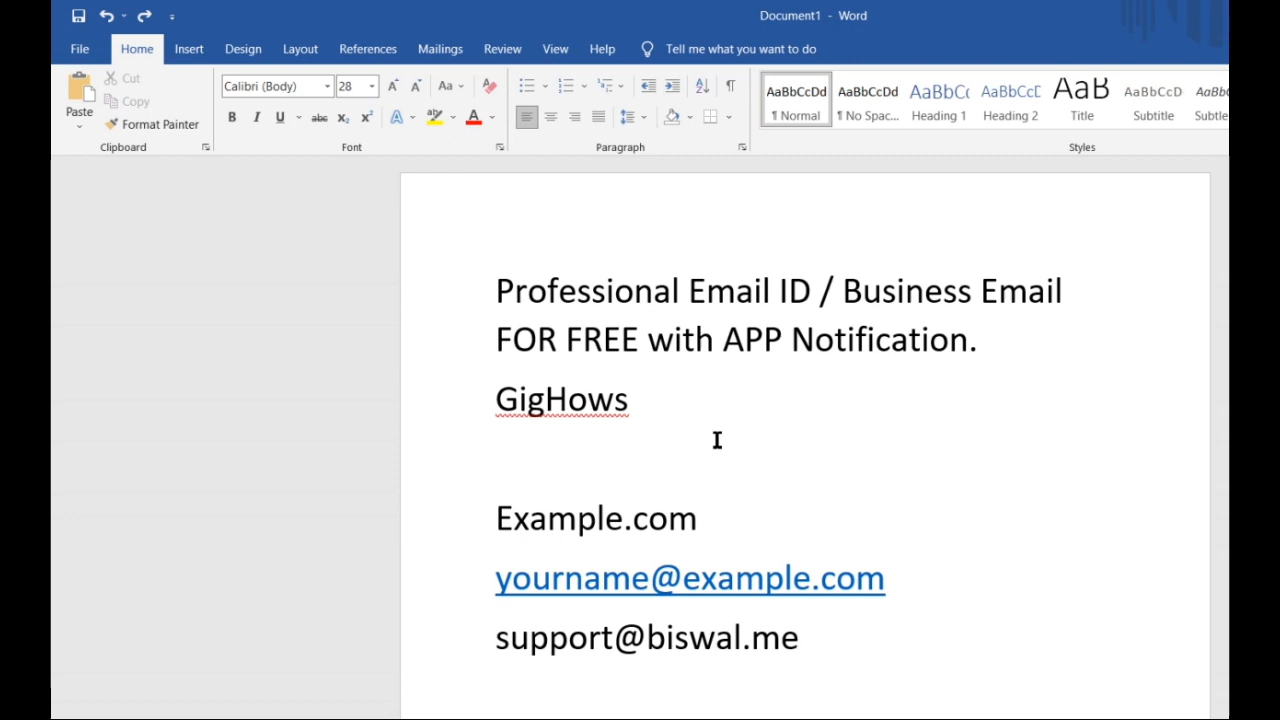 Document1 - Word
File Home Insert Design Layout References Mailings Review View Help Tell me what you want to do
Paste
Cut
Copy
Format Painter
Clipboard
Calibri (Body) 28
Font
Paragraph
AaBbCcDd AaBbCcDd AaBbCc AaBbCcD AaB AaBbCcD AaBb
¶ Normal ¶ No Spac... Heading 1 Heading 2 Title Subtitle Subtle
Styles
Professional Email ID / Business Email
FOR FREE with APP Notification.
GigHows
Example.com
yourname@example.com
support@biswal.me